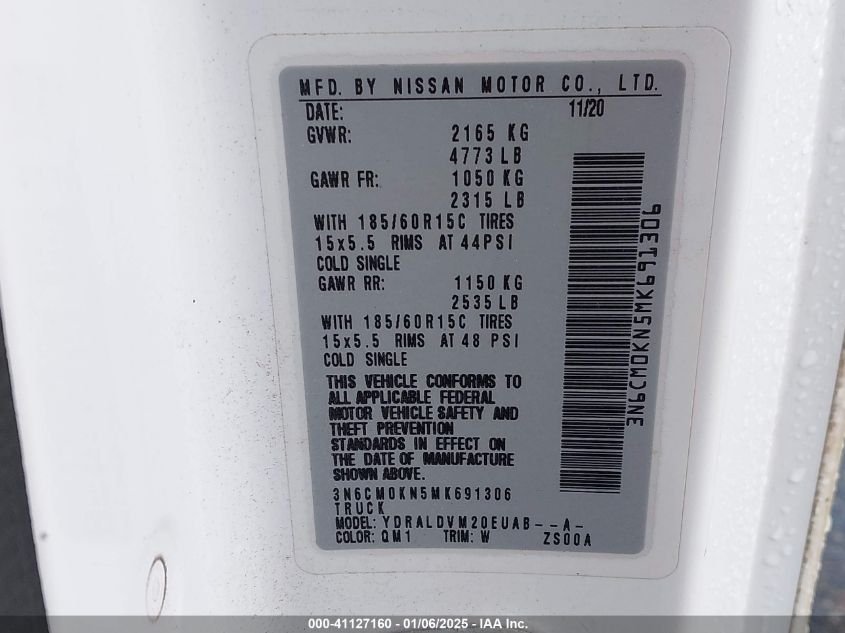 MFD. BY NISSAN MOTOR CO., LTD.
DATE: 11/20
GVWR: 2165 KG
4773 LB
GAWR FR: 1050 KG
2315 LB
WITH 185/60R15C TIRES
15x5.5 RIMS AT 44PSI
COLD SINGLE
GAWR RR: 1150 KG
2535 LB
WITH 185/60R15C TIRES
15x5.5 RIMS AT 48 PSI
COLD SINGLE
THIS VEHICLE CONFORMS TO
ALL APPLICABLE FEDERAL
MOTOR VEHICLE SAFETY AND
THEFT PREVENTION
STANDARDS IN EFFECT ON
THE DATE OF MANUFACTURE
SHOWN ABOVE.
3N6CM0KN5MK691306
TRUCK
MODEL: YDRALDVM20EUAB--A-
COLOR: QM1 TRIM: W ZS00A
3N6CM0KN5MK691306
000-41127160 - 01/06/2025 - IAA Inc.